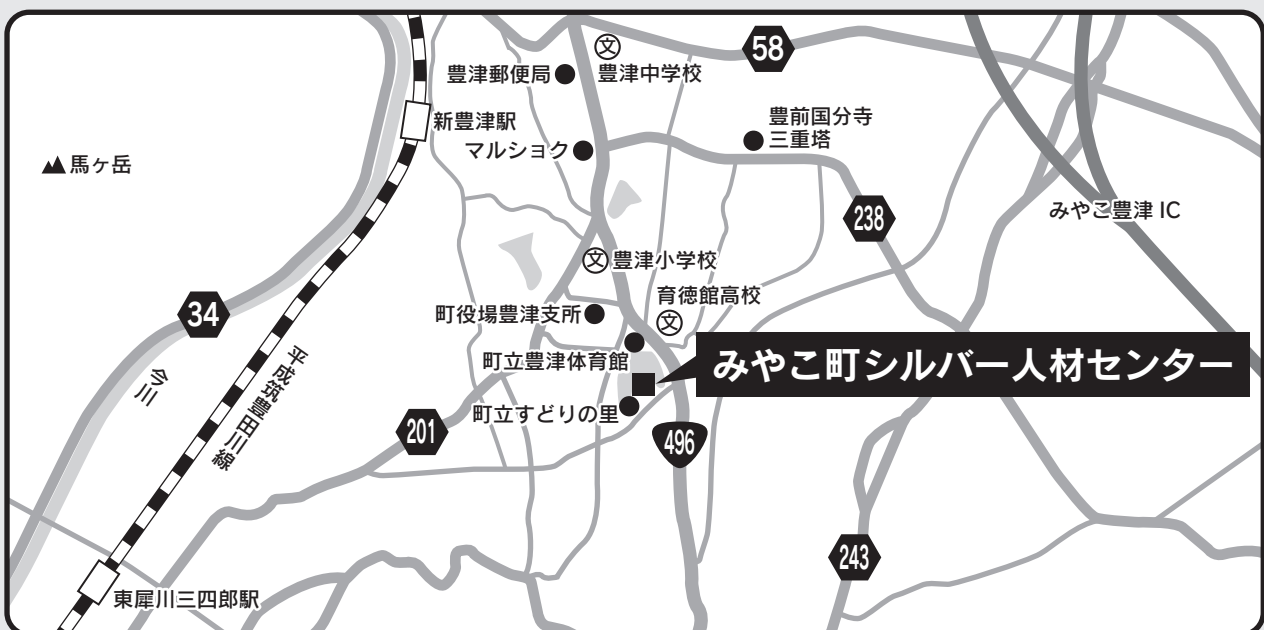 58
豊津郵便局
豊津中学校
新豊津駅
マルショク
豊前国分寺
三重塔
馬ヶ岳
238
みやこ豊津 IC
豊津小学校
育徳館高校
34
町役場豊津支所
町立豊津体育館
みやこ町シルバー人材センター
今川
平成筑豊田川線
町立すどりの里
201
496
243
東犀川三四郎駅
文
文
文